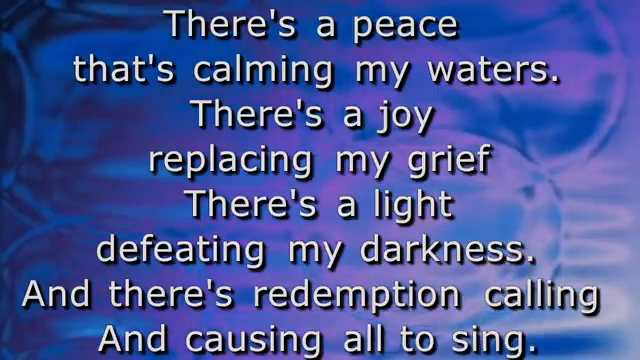 There's a peace
that's calming my waters.
There's a joy
replacing my grief
There's a light
defeating my darkness.
And there's redemption calling
And causing all to sing.